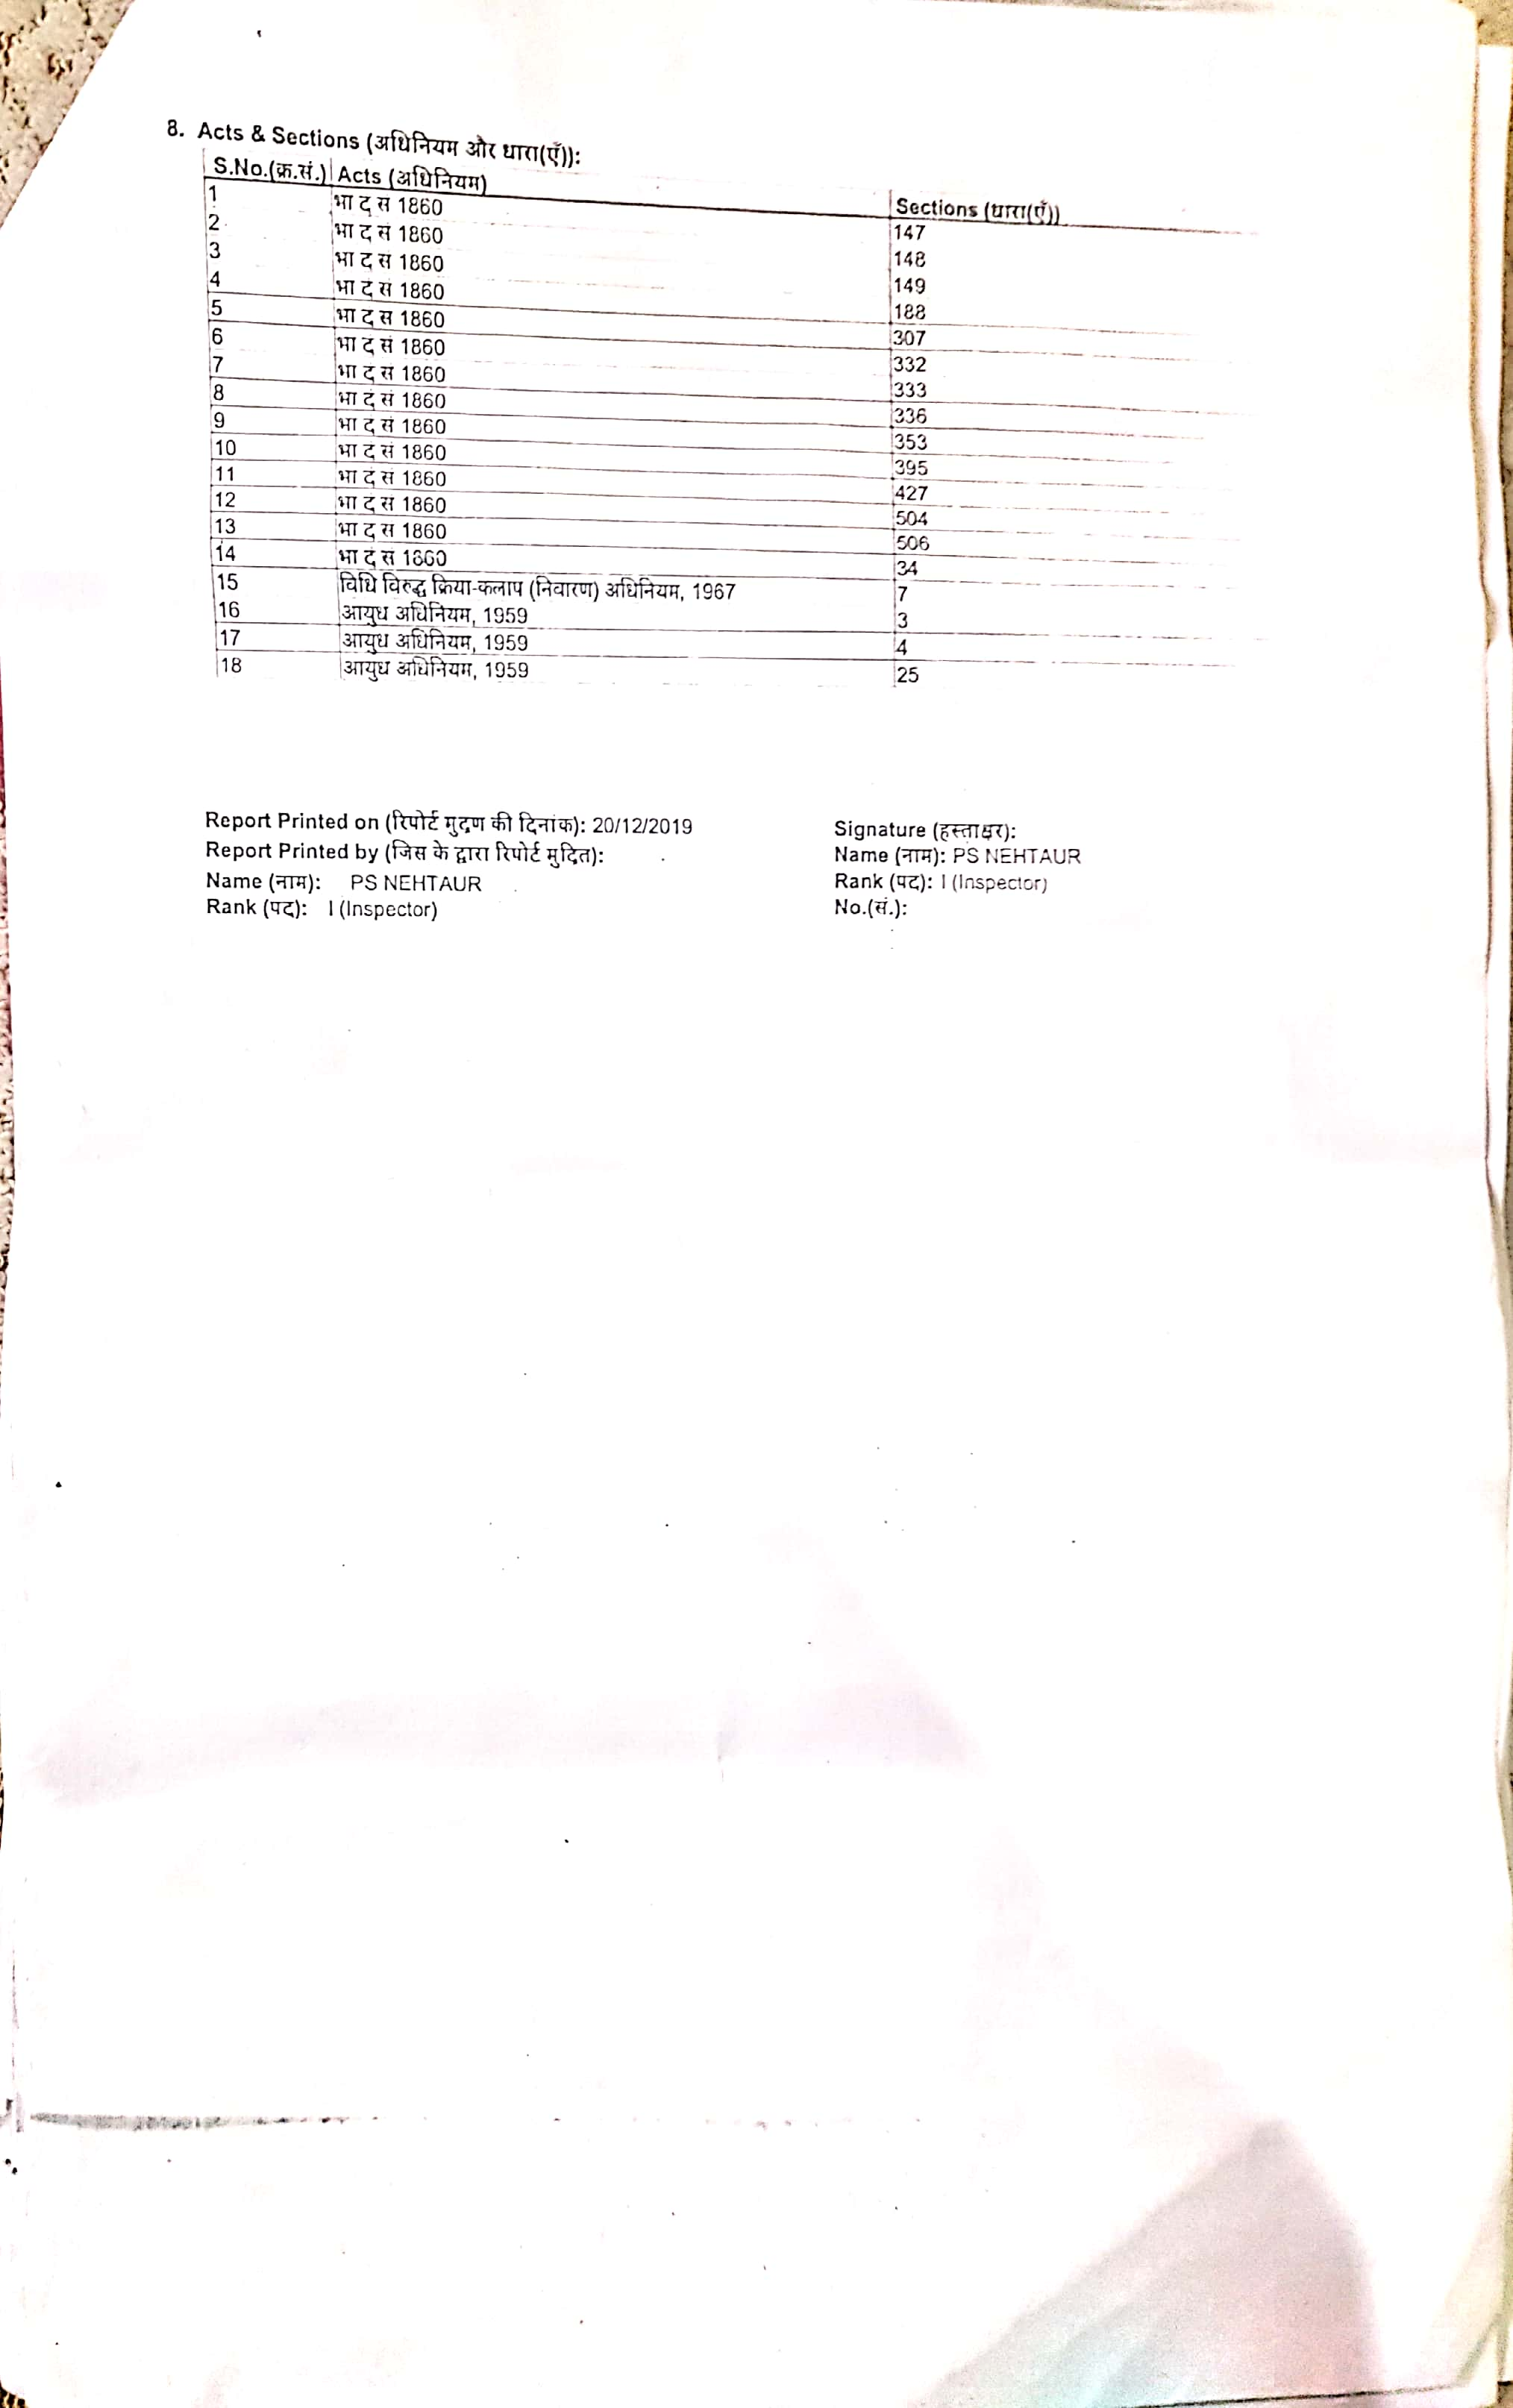 8. Acts & Sections (अधिनियम और धारा(एँ)):
S.No.(क्र.सं.) Acts (अधिनियम) Sections (धारा(एँ))
1 भा द स 1860 147
2 भा द सं 1860 148
3 भा द स 1860 149
4 भा द सं 1860 188
5 भा द स 1860 307
6 भा द सं 1860 332
7 भा द स 1860 333
8 भा द सं 1860 336
9 भा द सं 1860 353
10 भा द सं 1860 395
11 भा द सं 1860 427
12 भा द सं 1860 504
13 भा द स 1860 506
14 भा द सं 1860 34
15 विधि विरुद्ध क्रिया-कलाप (निवारण) अधिनियम, 1967 7
16 आयुध अधिनियम, 1959 3
17 आयुध अधिनियम, 1959 4
18 आयुध अधिनियम, 1959 25
Report Printed on (रिपोर्ट मुद्रण की दिनांक): 20/12/2019
Report Printed by (जिस के द्वारा रिपोर्ट मुद्रित):
Name (नाम): PS NEHTAUR
Rank (पद): I (Inspector)
Signature (हस्ताक्षर):
Name (नाम): PS NEHTAUR
Rank (पद): I (Inspector)
No.(सं.):